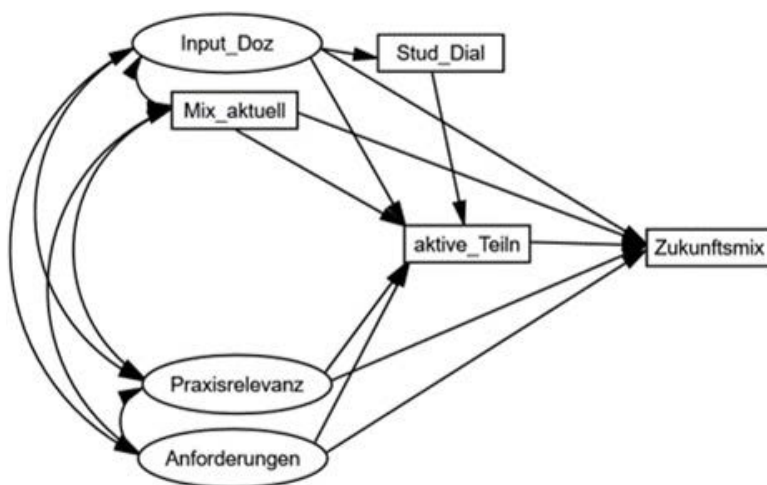 Input_Doz
Stud_Dial
Mix_aktuell
aktive_Teiln
Zukunftsmix
Praxisrelevanz
Anforderungen